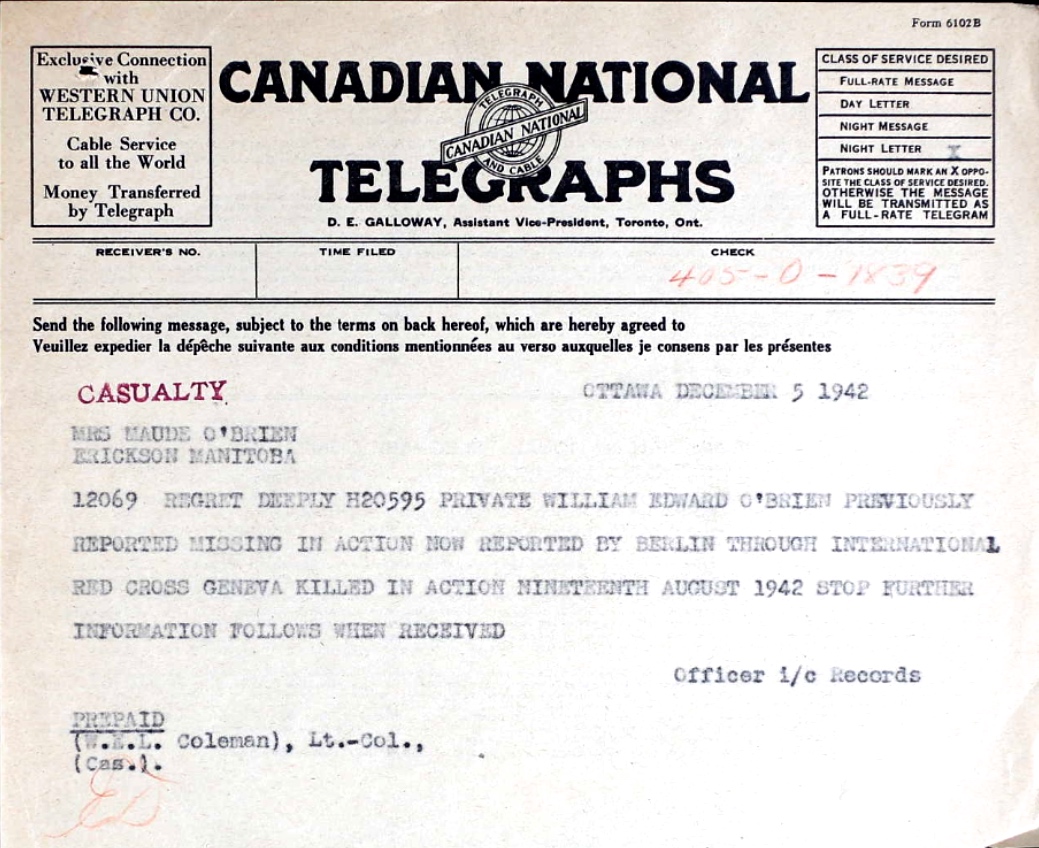 Form 6102B
Exclusive Connection
with
WESTERN UNION
TELEGRAPH CO.
Cable Service
to all the World
Money Transferred
by Telegraph
CANADIAN NATIONAL
TELEGRAPH
CANADIAN NATIONAL
AND CABLE
TELEGRAPHS
D. E. GALLOWAY, Assistant Vice-President, Toronto, Ont.
CLASS OF SERVICE DESIRED
FULL-RATE MESSAGE
DAY LETTER
NIGHT MESSAGE
NIGHT LETTER X
PATRONS SHOULD MARK AN X OPPO-
SITE THE CLASS OF SERVICE DESIRED.
OTHERWISE THE MESSAGE
WILL BE TRANSMITTED AS
A FULL-RATE TELEGRAM
RECEIVER'S NO. TIME FILED CHECK
405-0-1839
Send the following message, subject to the terms on back hereof, which are hereby agreed to
Veuillez expedier la dépêche suivante aux conditions mentionnées au verso auxquelles je consens par les présentes
CASUALTY OTTAWA DECEMBER 5 1942
MRS MAUDE O'BRIEN
ERICKSON MANITOBA
12069 REGRET DEEPLY H20595 PRIVATE WILLIAM EDWARD O'BRIEN PREVIOUSLY
REPORTED MISSING IN ACTION NOW REPORTED BY BERLIN THROUGH INTERNATIONAL
RED CROSS GENEVA KILLED IN ACTION NINETEENTH AUGUST 1942 STOP FURTHER
INFORMATION FOLLOWS WHEN RECEIVED
Officer i/c Records
PREPAID
(W.E.L. Coleman), Lt.-Col.,
(Cas.).